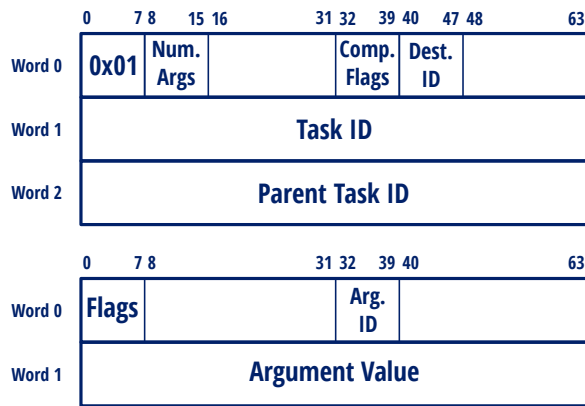 0 7 8 15 16 31 32 39 40 47 48 63
Word 0 0x01 Num. Args Comp. Flags Dest. ID
Word 1 Task ID
Word 2 Parent Task ID
0 7 8 31 32 39 40 63
Word 0 Flags Arg. ID
Word 1 Argument Value